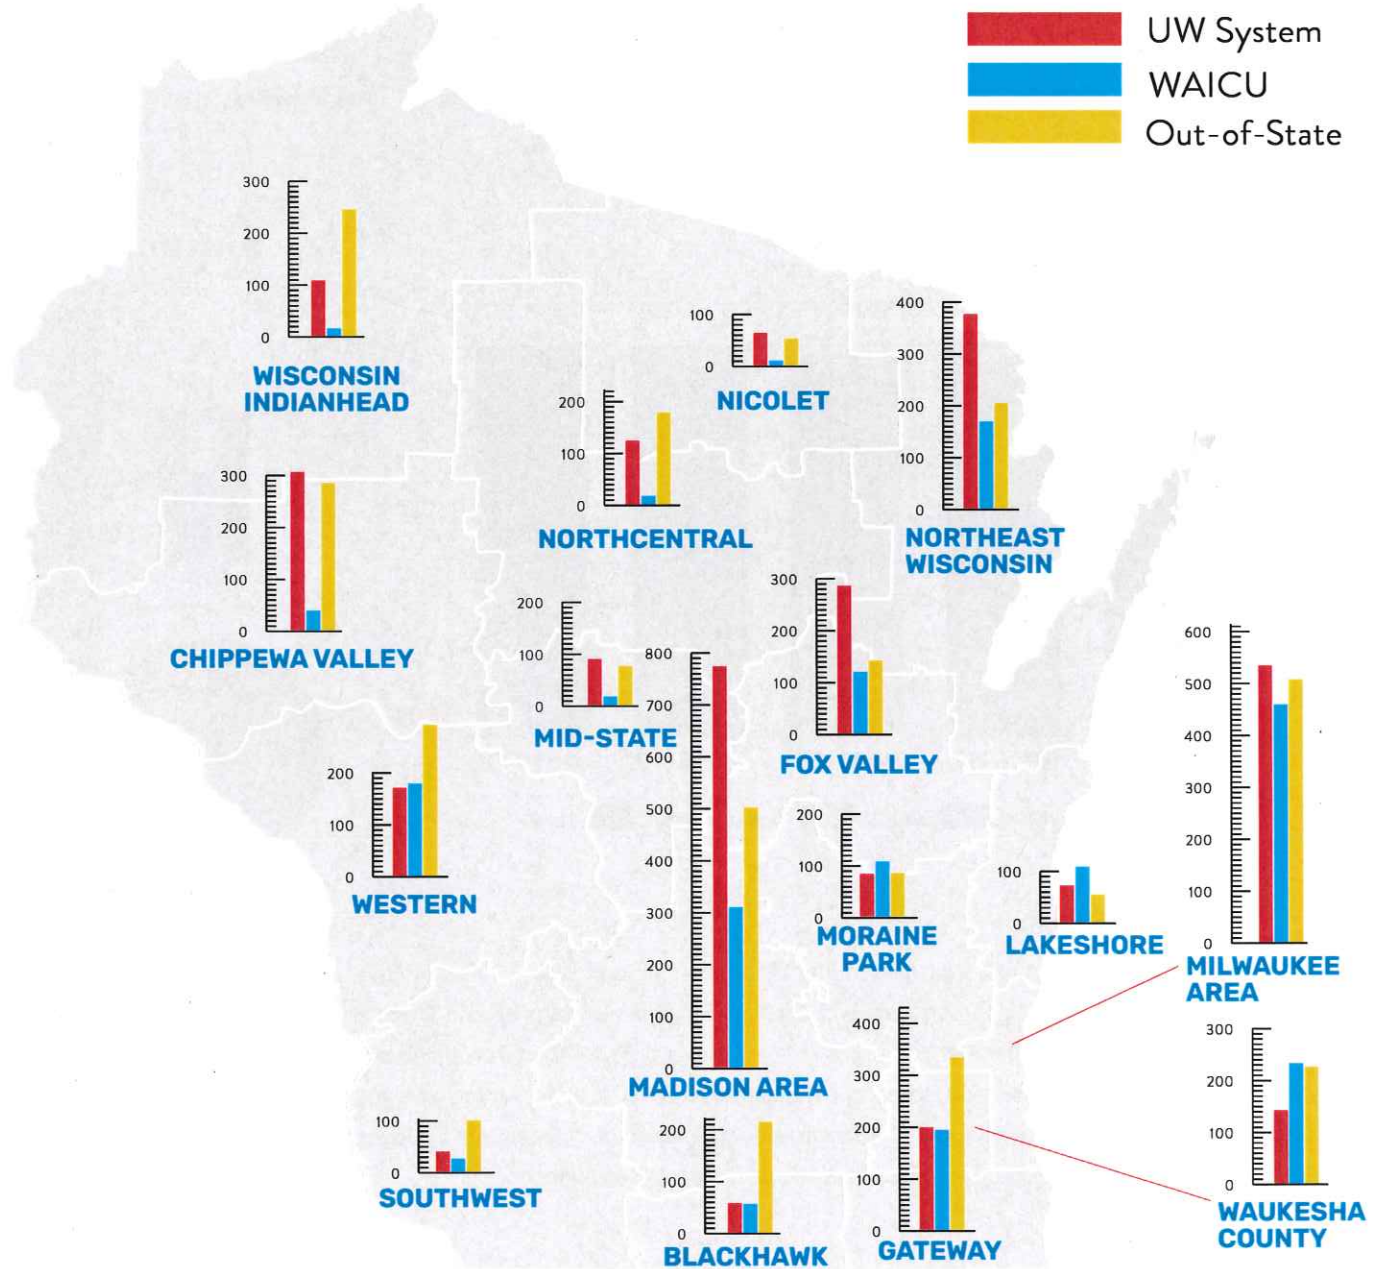 UW System
WAICU
Out-of-State
300
200
100
0
WISCONSIN
INDIANHEAD
100
0
NICOLET
400
300
200
100
0
NORTHEAST
WISCONSIN
200
100
0
NORTHCENTRAL
300
200
100
0
CHIPPEWA VALLEY
200
100
0
MID-STATE
300
200
100
0
FOX VALLEY
600
500
400
300
200
100
0
MILWAUKEE
AREA
200
100
0
WESTERN
800
700
600
500
400
300
200
100
0
MADISON AREA
200
100
0
MORAINE
PARK
100
0
LAKESHORE
100
0
SOUTHWEST
200
100
0
BLACKHAWK
400
300
200
100
0
GATEWAY
300
200
100
0
WAUKESHA
COUNTY